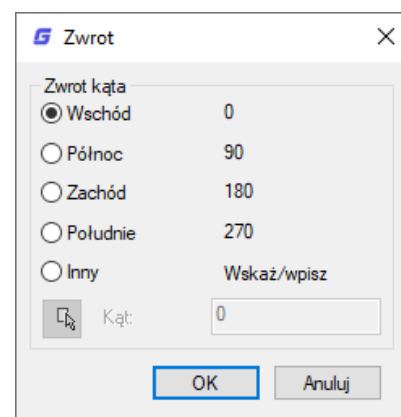 Zwrot
Zwrot kąta
Wschód 0
Północ 90
Zachód 180
Południe 270
Inny Wskaż/wpisz
Kąt: 0
OK Anuluj